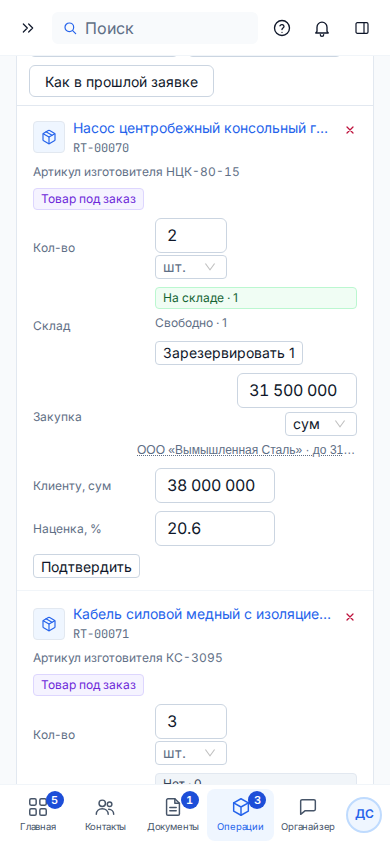 Поиск
Как в прошлой заявке
Насос центробежный консольный г...
RT-00070
Артикул изготовителя НЦК-80-15
Товар под заказ
Кол-во
2
шт.
Склад
На складе · 1
Свободно · 1
Зарезервировать 1
Закупка
31 500 000
сум
ООО «Вымышленная Сталь» · до 31...
Клиенту, сум
38 000 000
Наценка, %
20.6
Подтвердить
Кабель силовой медный с изоляцие...
RT-00071
Артикул изготовителя КС-3095
Товар под заказ
Кол-во
3
шт.
Нет · 0
5
1
3
Главная
Контакты
Документы
Операции
Органайзер
ДС